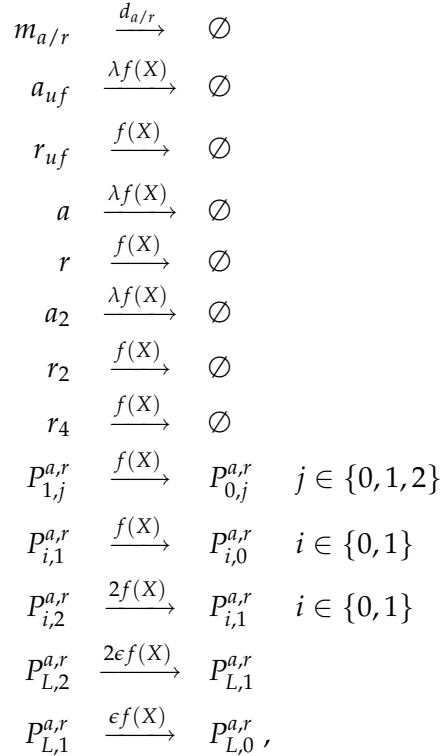 m_{a/r} \xrightarrow{d_{a/r}} ∅
a_{uf} \xrightarrow{λf(X)} ∅
r_{uf} \xrightarrow{f(X)} ∅
a \xrightarrow{λf(X)} ∅
r \xrightarrow{f(X)} ∅
a_2 \xrightarrow{λf(X)} ∅
r_2 \xrightarrow{f(X)} ∅
r_4 \xrightarrow{f(X)} ∅
P^{a,r}_{1,j} \xrightarrow{f(X)} P^{a,r}_{0,j} j ∈ {0, 1, 2}
P^{a,r}_{i,1} \xrightarrow{f(X)} P^{a,r}_{i,0} i ∈ {0, 1}
P^{a,r}_{i,2} \xrightarrow{2f(X)} P^{a,r}_{i,1} i ∈ {0, 1}
P^{a,r}_{L,2} \xrightarrow{2ϵf(X)} P^{a,r}_{L,1}
P^{a,r}_{L,1} \xrightarrow{ϵf(X)} P^{a,r}_{L,0} ,